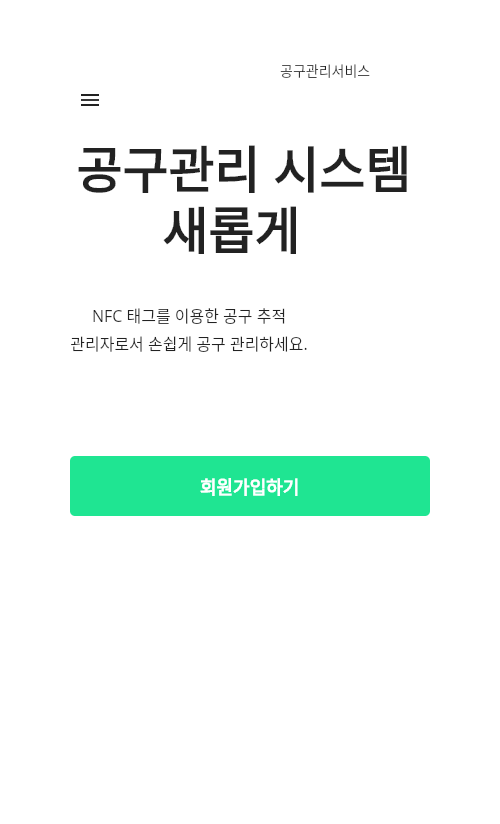 공구관리서비스
공구관리 시스템
새롭게
NFC 태그를 이용한 공구 추적
관리자로서 손쉽게 공구 관리하세요.
회원가입하기